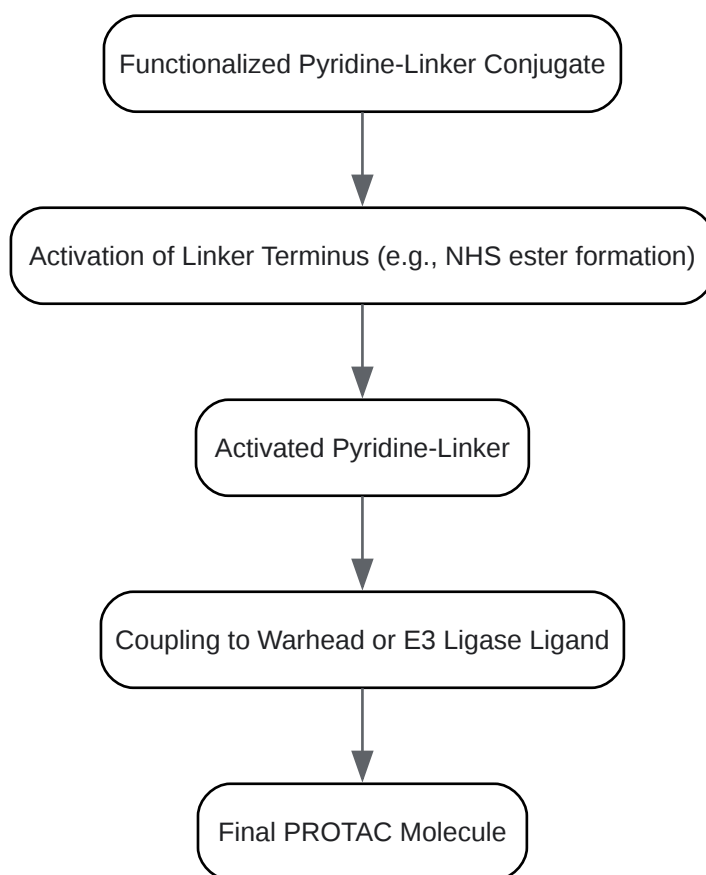 Functionalized Pyridine-Linker Conjugate
Activation of Linker Terminus (e.g., NHS ester formation)
Activated Pyridine-Linker
Coupling to Warhead or E3 Ligase Ligand
Final PROTAC Molecule